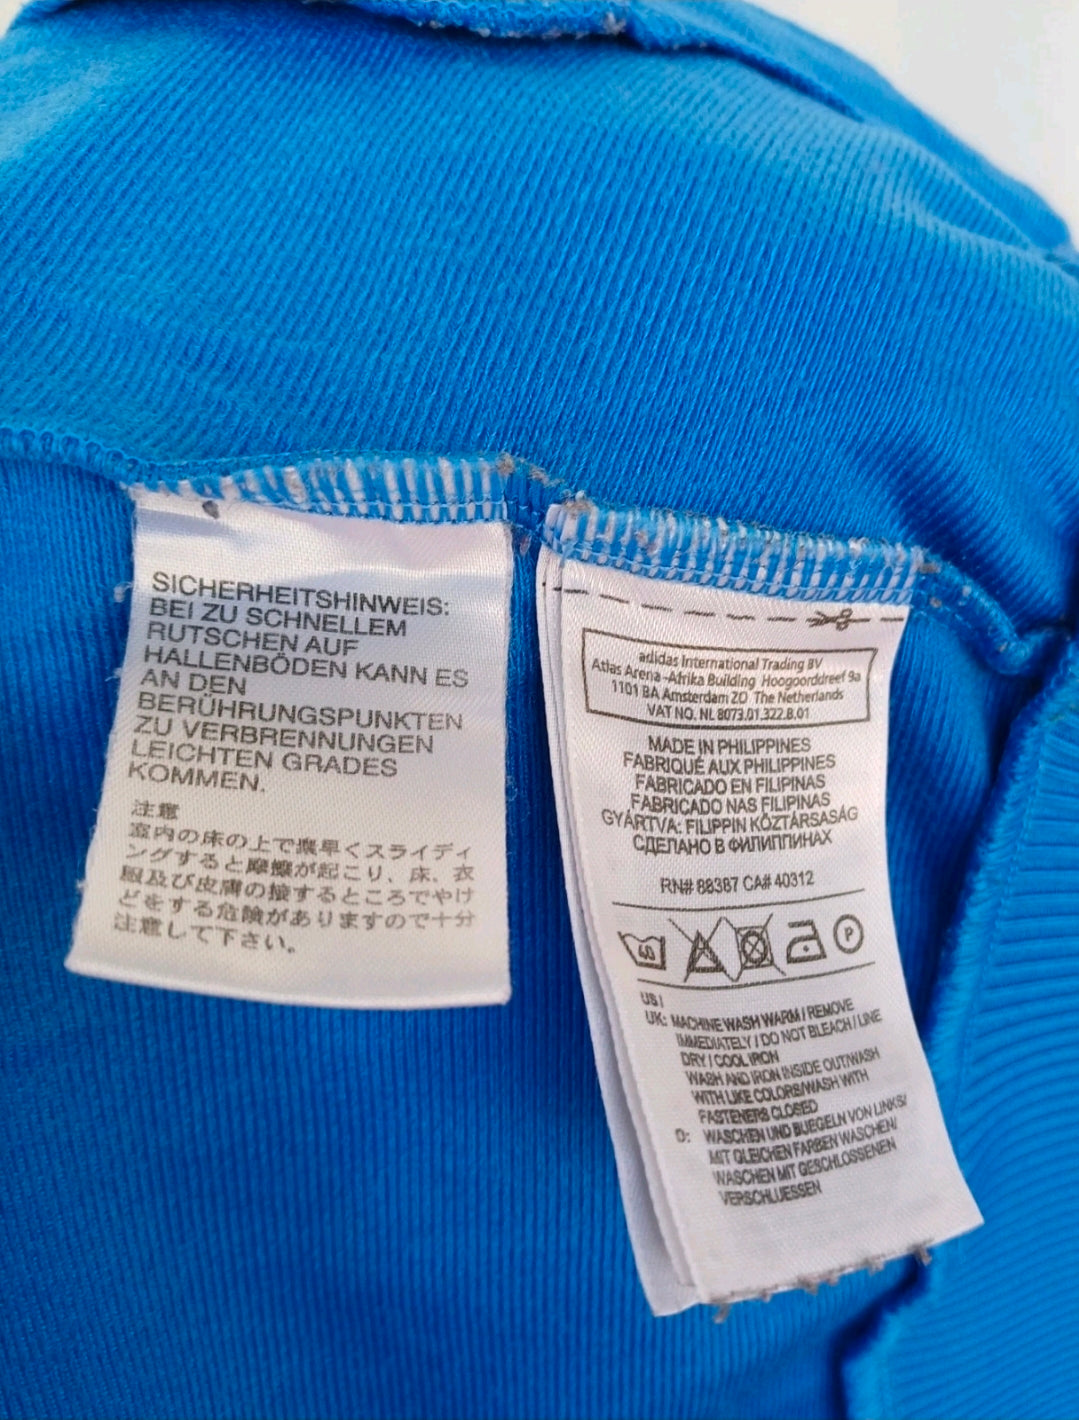 SICHERHEITSHINWEIS:
BEI ZU SCHNELLEM
RUTSCHEN AUF
HALLENBÖDEN KANN ES
AN DEN
BERÜHRUNGSPUNKTEN
ZU VERBRENNUNGEN
LEICHTEN GRADES
KOMMEN.
注意
室内の床の上で素早くスライディ
ングすると摩擦が起こり、床、衣
服及び皮膚の接するところでやけ
どをする危険がありますので十分
注意して下さい。
adidas International Trading BV
Atlas Arena-Afrika Building Hoogoorddreef 9a
1101 BA Amsterdam ZO The Netherlands
VAT NO. NL 8073.01.322.B.01
MADE IN PHILIPPINES
FABRIQUÉ AUX PHILIPPINES
FABRICADO EN FILIPINAS
FABRICADO NAS FILIPINAS
GYÁRTVA: FILIPPIN KÖZTÁRSASÁG
СДЕЛАНО В ФИЛИППИНАХ
RN# 88387 CA# 40312
P
US /
UK: MACHINE WASH WARM / REMOVE
IMMEDIATELY / DO NOT BLEACH / LINE
DRY / COOL IRON
WASH AND IRON INSIDE OUT/WASH
WITH LIKE COLORS/WASH WITH
FASTENERS CLOSED
D: WASCHEN UND BUEGELN VON LINKS/
MIT GLEICHEN FARBEN WASCHEN/
WASCHEN MIT GESCHLOSSENEN
VERSCHLUESSEN